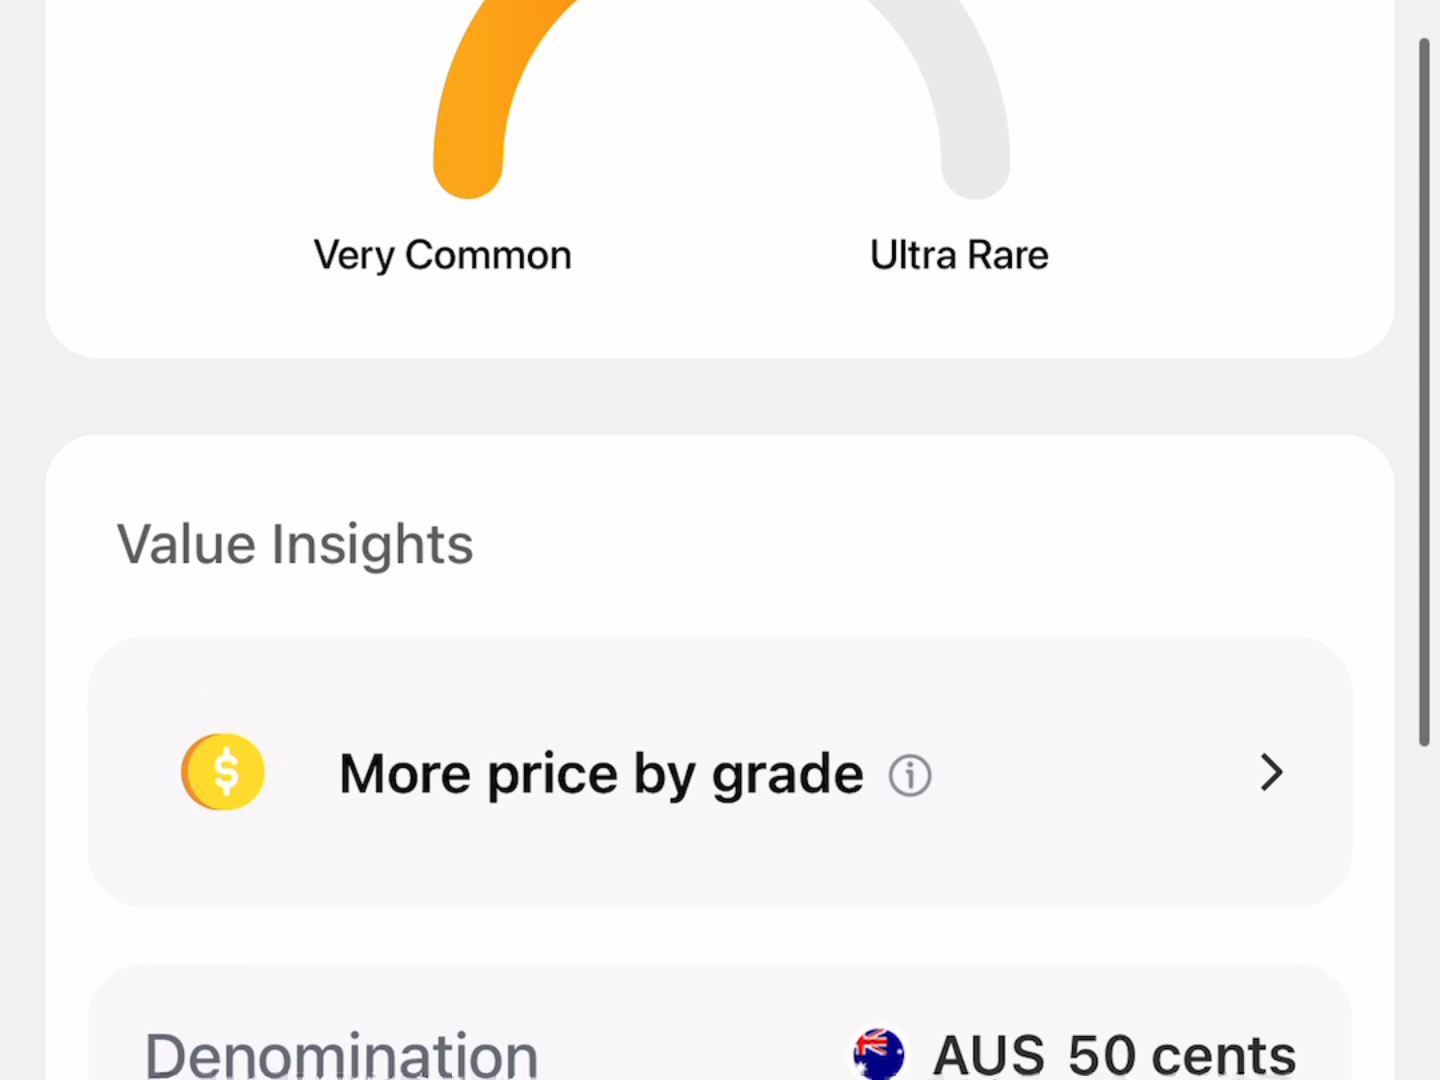 Very Common Ultra Rare
Value Insights
$ More price by grade
Denomination AUS 50 cents